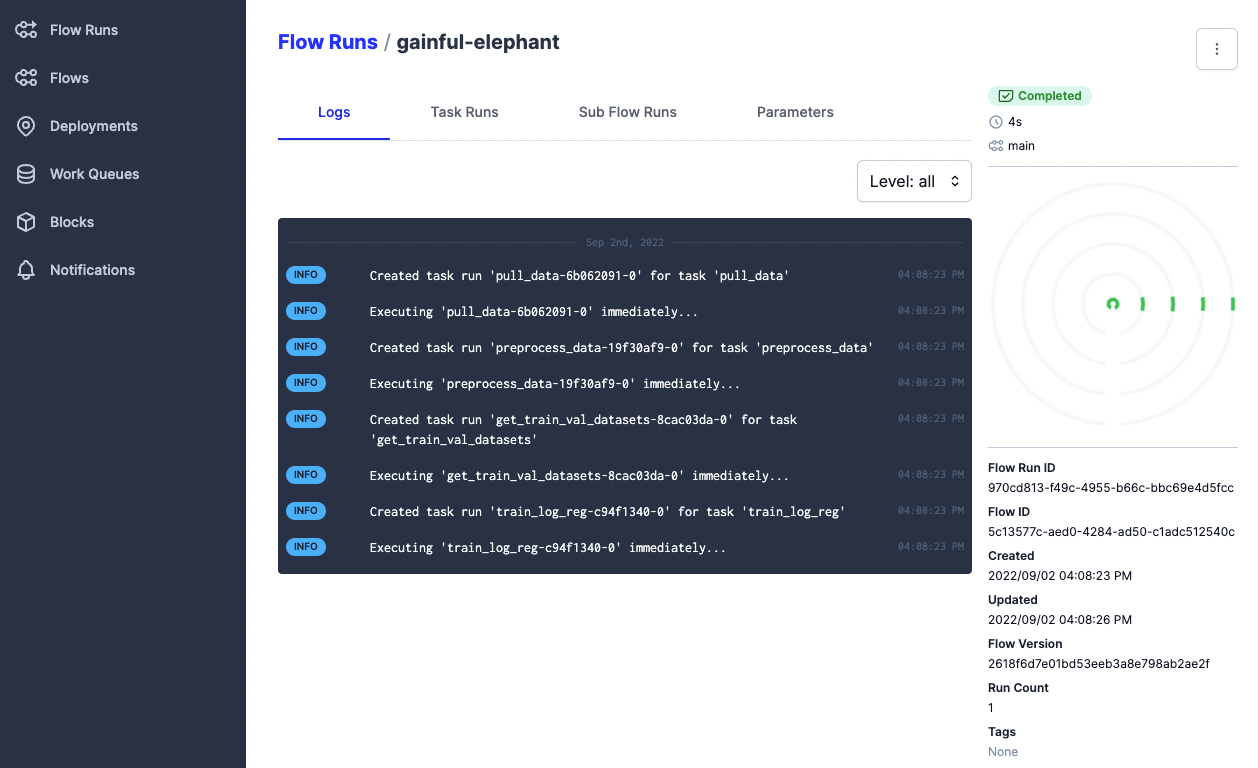 Flow Runs
Flows
Deployments
Work Queues
Blocks
Notifications
Flow Runs / gainful-elephant
Logs
Task Runs
Sub Flow Runs
Parameters
Level: all
Sep 2nd, 2022
INFO Created task run 'pull_data-6b062091-0' for task 'pull_data' 04:08:23 PM
INFO Executing 'pull_data-6b062091-0' immediately... 04:08:23 PM
INFO Created task run 'preprocess_data-19f30af9-0' for task 'preprocess_data' 04:08:23 PM
INFO Executing 'preprocess_data-19f30af9-0' immediately... 04:08:23 PM
INFO Created task run 'get_train_val_datasets-8cac03da-0' for task 04:08:23 PM
'get_train_val_datasets'
INFO Executing 'get_train_val_datasets-8cac03da-0' immediately... 04:08:23 PM
INFO Created task run 'train_log_reg-c94f1340-0' for task 'train_log_reg' 04:08:23 PM
INFO Executing 'train_log_reg-c94f1340-0' immediately... 04:08:23 PM
Completed
4s
main
Flow Run ID
970cd813-f49c-4955-b66c-bbc69e4d5fcc
Flow ID
5c13577c-aed0-4284-ad50-c1adc512540c
Created
2022/09/02 04:08:23 PM
Updated
2022/09/02 04:08:26 PM
Flow Version
2618f6d7e01bd53eeb3a8e798ab2ae2f
Run Count
1
Tags
None